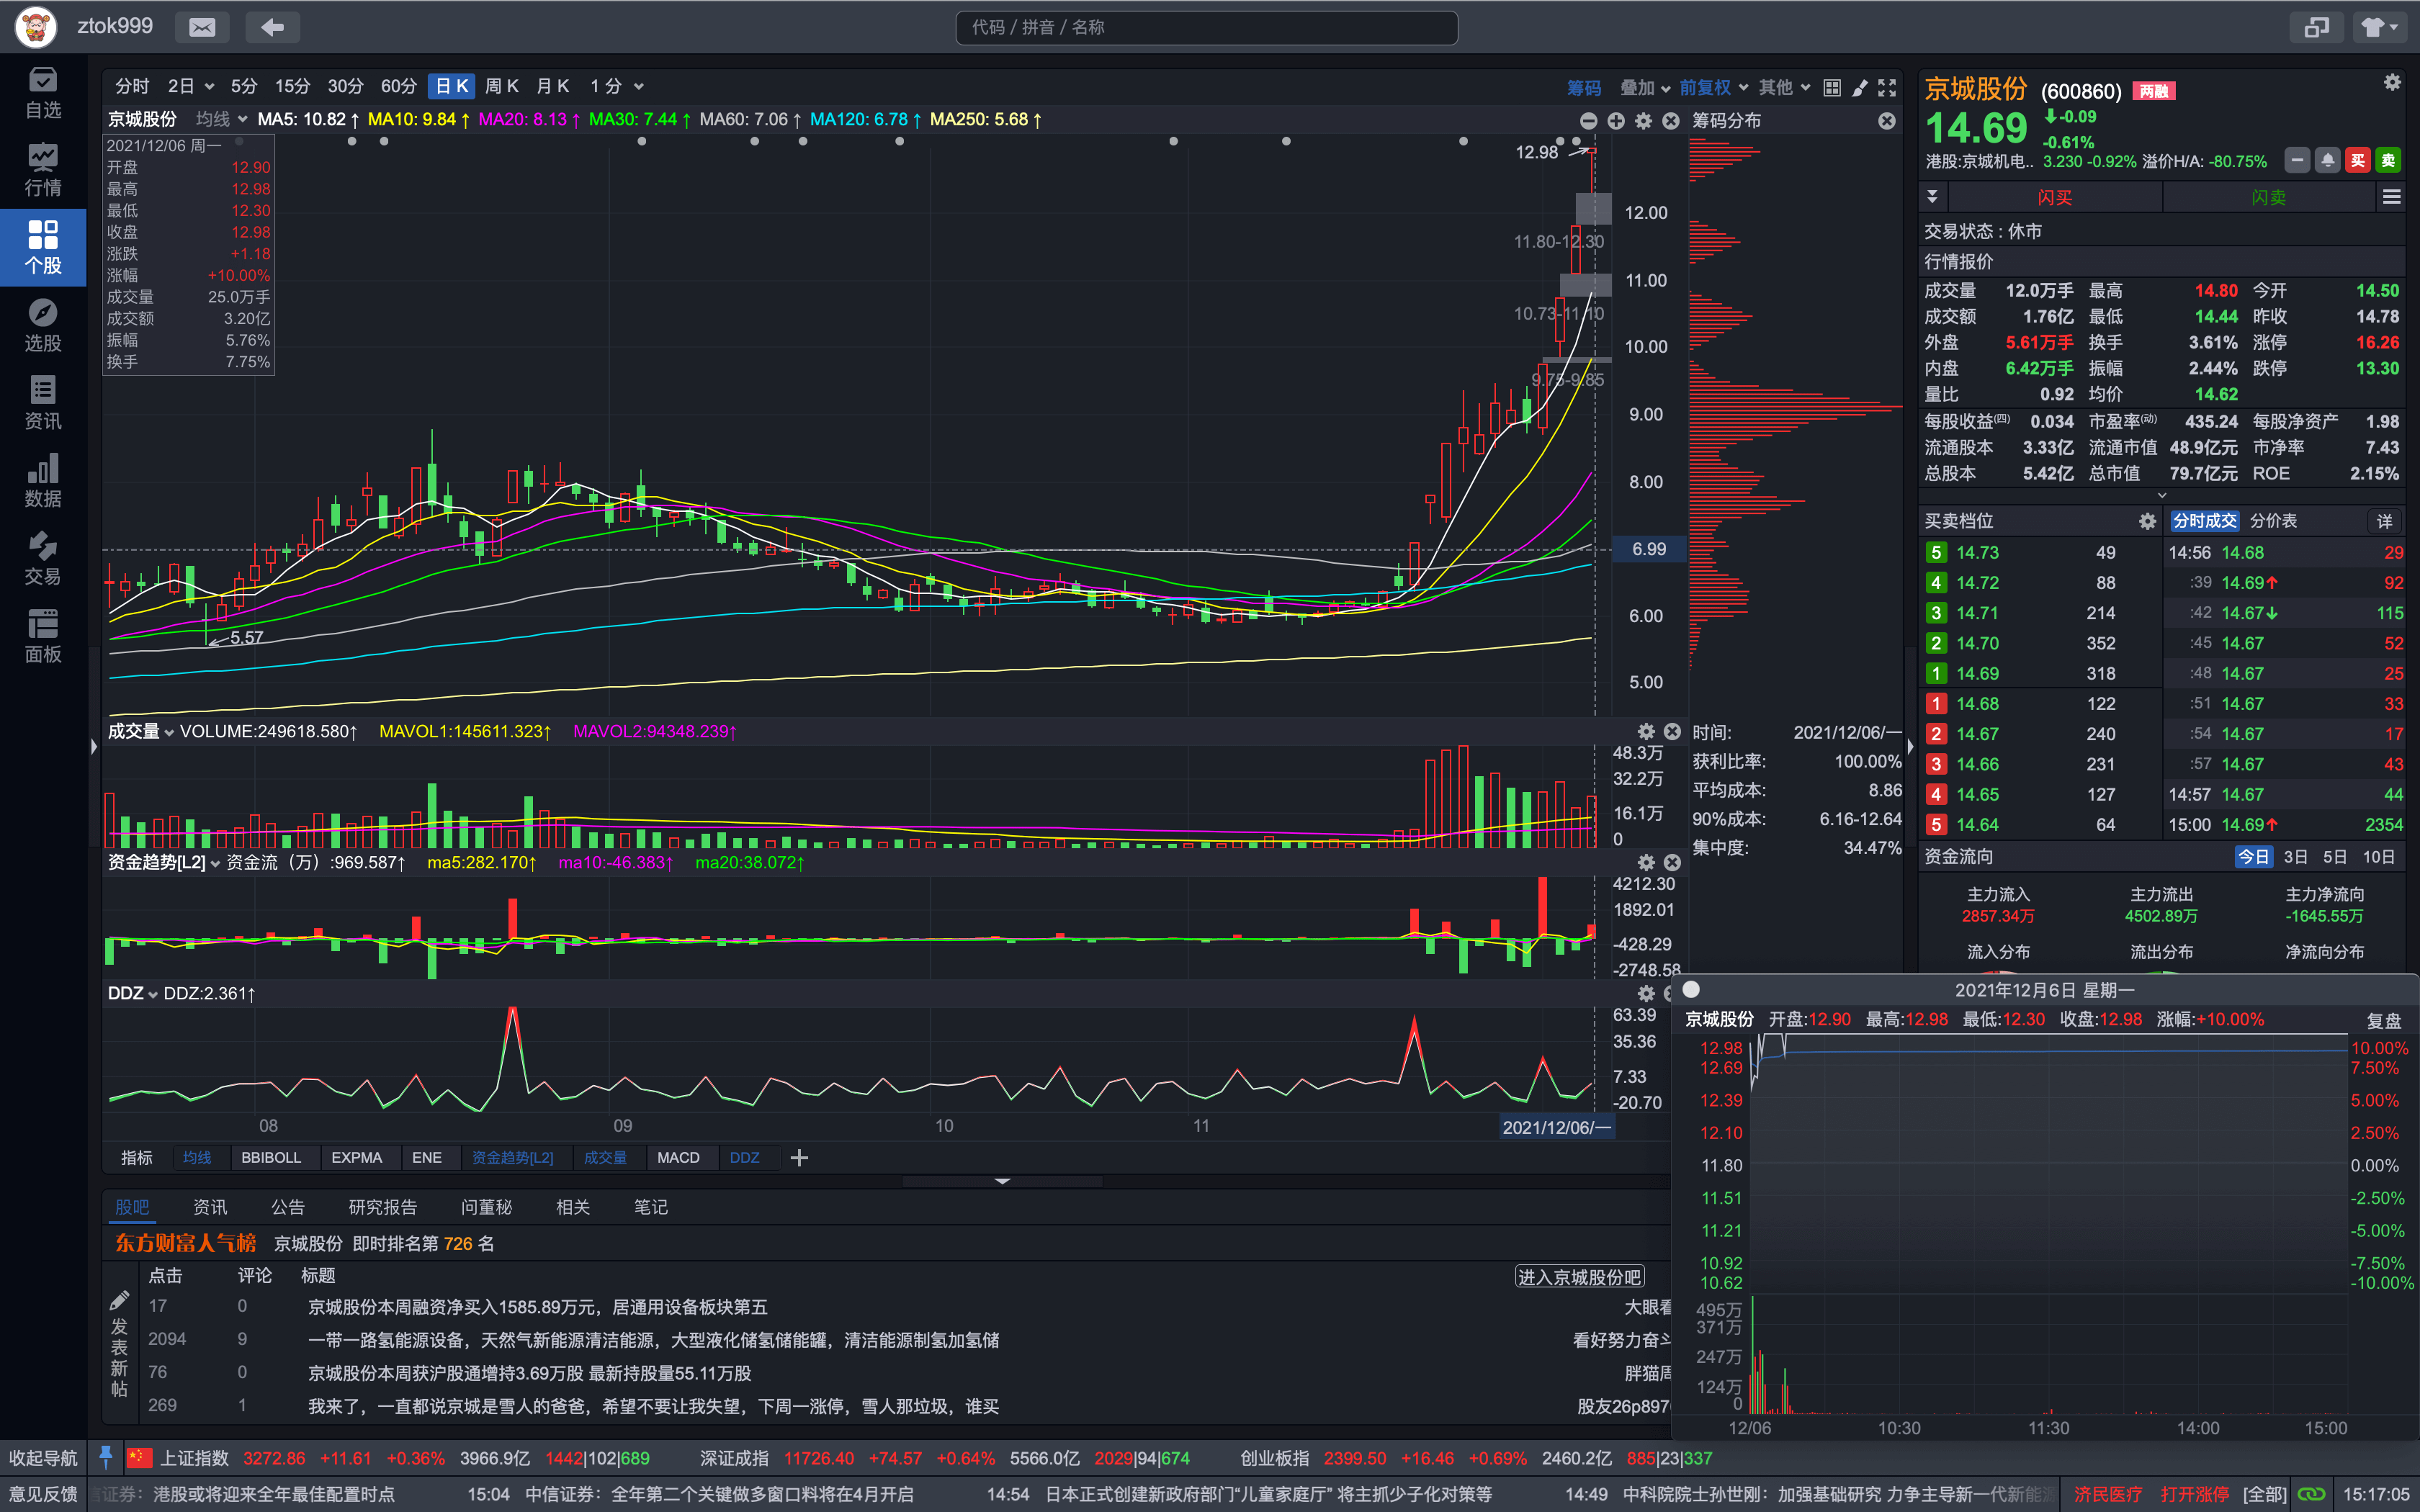 ztok999
代码 / 拼音 / 名称
自选
行情
个股
选股
资讯
数据
交易
面板
分时 2日 5分 15分 30分 60分 日K 周K 月K 1分 筹码 叠加 前复权 其他
京城股份 均线 MA5: 10.82↑ MA10: 9.84↑ MA20: 8.13↑ MA30: 7.44↑ MA60: 7.06↑ MA120: 6.78↑ MA250: 5.68↑
筹码分布
2021/12/06 周一
开盘 12.90
最高 12.98
最低 12.30
收盘 12.98
涨跌 +1.18
涨幅 +10.00%
成交量 25.0万手
成交额 3.20亿
振幅 5.76%
换手 7.75%
12.98
12.00
11.80-12.30
11.00
10.73-11.10
10.00
9.75-9.85
9.00
8.00
6.99
6.00
5.57
5.00
成交量 VOLUME:249618.580↑ MAVOL1:145611.323↑ MAVOL2:94348.239↑
48.3万
32.2万
16.1万
0
时间: 2021/12/06/一
获利比率: 100.00%
平均成本: 8.86
90%成本: 6.16-12.64
集中度: 34.47%
资金趋势[L2] 资金流（万）:969.587↑ ma5:282.170↑ ma10:-46.383↑ ma20:38.072↑
4212.30
1892.01
-428.29
-2748.58
DDZ DDZ:2.361↑
63.39
35.36
7.33
-20.70
08 09 10 11 2021/12/06/一
指标 均线 BBIBOLL EXPMA ENE 资金趋势[L2] 成交量 MACD DDZ
股吧 资讯 公告 研究报告 问董秘 相关 笔记
东方财富人气榜 京城股份 即时排名第 726 名
点击 评论 标题 进入京城股份吧
发表新帖
17 0 京城股份本周融资净买入1585.89万元，居通用设备板块第五 大眼看
2094 9 一带一路氢能源设备，天然气新能源清洁能源，大型液化储氢储能罐，清洁能源制氢加氢储 看好努力奋斗
76 0 京城股份本周获沪股通增持3.69万股 最新持股量55.11万股 胖猫周
269 1 我来了，一直都说京城是雪人的爸爸，希望不要让我失望，下周一涨停，雪人那垃圾，谁买 股友26p897
京城股份 (600860) 两融
14.69 -0.09
-0.61%
港股:京城机电.. 3.230 -0.92% 溢价H/A: -80.75% 买 卖
闪买 闪卖
交易状态 : 休市
行情报价
成交量 12.0万手 最高 14.80 今开 14.50
成交额 1.76亿 最低 14.44 昨收 14.78
外盘 5.61万手 换手 3.61% 涨停 16.26
内盘 6.42万手 振幅 2.44% 跌停 13.30
量比 0.92 均价 14.62
每股收益(四) 0.034 市盈率(动) 435.24 每股净资产 1.98
流通股本 3.33亿 流通市值 48.9亿元 市净率 7.43
总股本 5.42亿 总市值 79.7亿元 ROE 2.15%
买卖档位 分时成交 分价表 详
5 14.73 49 14:56 14.68 29
4 14.72 88 :39 14.69↑ 92
3 14.71 214 :42 14.67↓ 115
2 14.70 352 :45 14.67 52
1 14.69 318 :48 14.67 25
1 14.68 122 :51 14.67 33
2 14.67 240 :54 14.67 17
3 14.66 231 :57 14.67 43
4 14.65 127 14:57 14.67 44
5 14.64 64 15:00 14.69↑ 2354
资金流向 今日 3日 5日 10日
主力流入 主力流出 主力净流向
2857.34万 4502.89万 -1645.55万
流入分布 流出分布 净流向分布
2021年12月6日 星期一
京城股份 开盘:12.90 最高:12.98 最低:12.30 收盘:12.98 涨幅:+10.00% 复盘
12.98 10.00%
12.69 7.50%
12.39 5.00%
12.10 2.50%
11.80 0.00%
11.51 -2.50%
11.21 -5.00%
10.92 -7.50%
10.62 -10.00%
495万
371万
247万
124万
0
12/06 10:30 11:30 14:00 15:00
收起导航 上证指数 3272.86 +11.61 +0.36% 3966.9亿 1442|102|689 深证成指 11726.40 +74.57 +0.64% 5566.0亿 2029|94|674 创业板指 2399.50 +16.46 +0.69% 2460.2亿 885|23|337
意见反馈 信证券：港股或将迎来全年最佳配置时点 15:04 中信证券：全年第二个关键做多窗口料将在4月开启 14:54 日本正式创建新政府部门“儿童家庭厅” 将主抓少子化对策等 14:49 中科院院士孙世刚：加强基础研究 力争主导新一代新能源 济民医疗 打开涨停 [全部] 15:17:05